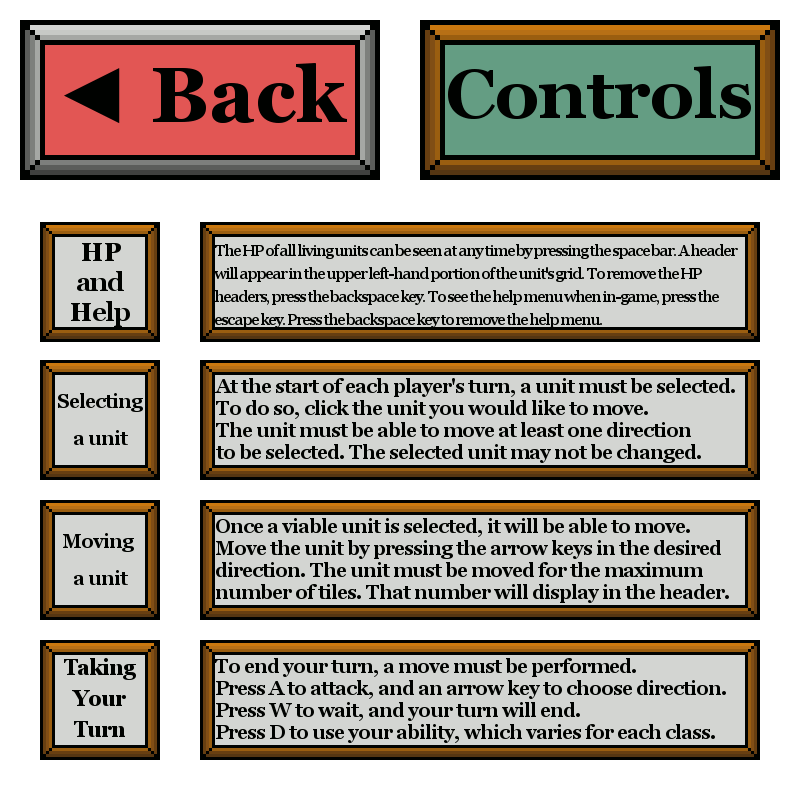 ◄ Back
Controls
HP
and
Help
The HP of all living units can be seen at any time by pressing the space bar. A header
will appear in the upper left-hand portion of the unit's grid. To remove the HP
headers, press the backspace key. To see the help menu when in-game, press the
escape key. Press the backspace key to remove the help menu.
Selecting
a unit
At the start of each player's turn, a unit must be selected.
To do so, click the unit you would like to move.
The unit must be able to move at least one direction
to be selected. The selected unit may not be changed.
Moving
a unit
Once a viable unit is selected, it will be able to move.
Move the unit by pressing the arrow keys in the desired
direction. The unit must be moved for the maximum
number of tiles. That number will display in the header.
Taking
Your
Turn
To end your turn, a move must be performed.
Press A to attack, and an arrow key to choose direction.
Press W to wait, and your turn will end.
Press D to use your ability, which varies for each class.